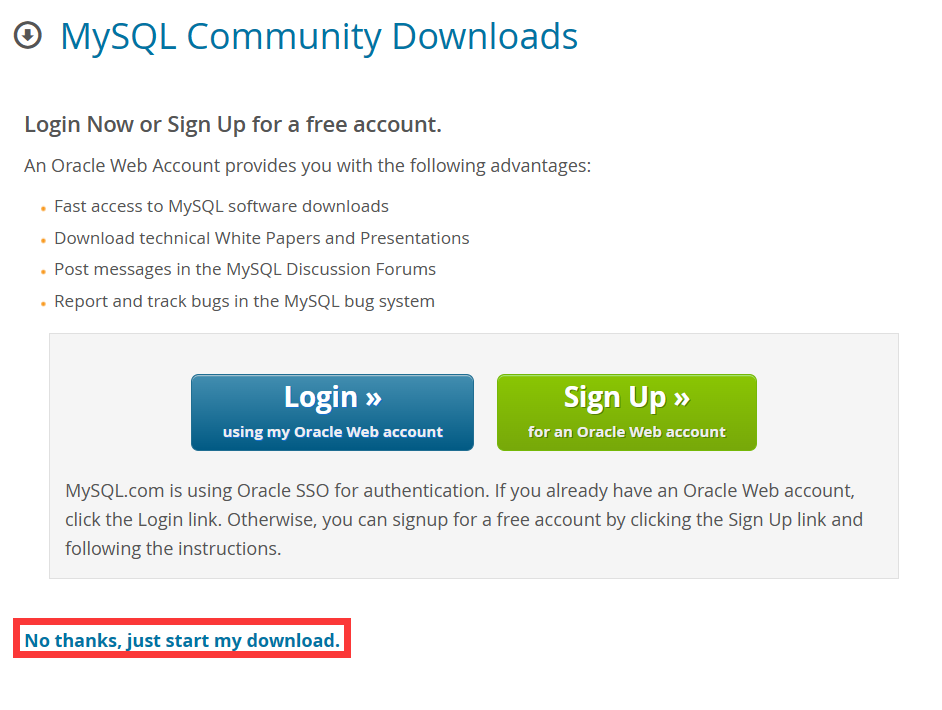 MySQL Community Downloads
Login Now or Sign Up for a free account.
An Oracle Web Account provides you with the following advantages:
Fast access to MySQL software downloads
Download technical White Papers and Presentations
Post messages in the MySQL Discussion Forums
Report and track bugs in the MySQL bug system
Login »
using my Oracle Web account
Sign Up »
for an Oracle Web account
MySQL.com is using Oracle SSO for authentication. If you already have an Oracle Web account,
click the Login link. Otherwise, you can signup for a free account by clicking the Sign Up link and
following the instructions.
No thanks, just start my download.